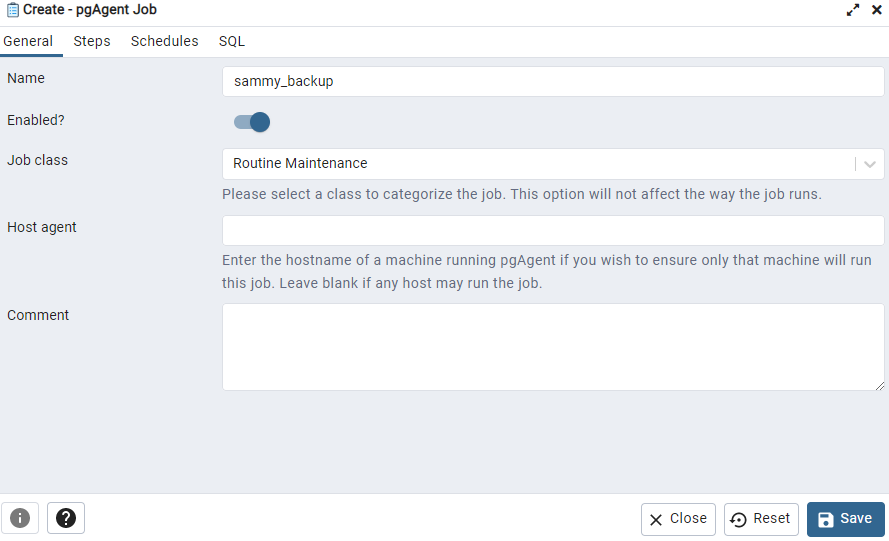 Create - pgAgent Job
General Steps Schedules SQL
Name
sammy_backup
Enabled?
Job class
Routine Maintenance
Please select a class to categorize the job. This option will not affect the way the job runs.
Host agent
Enter the hostname of a machine running pgAgent if you wish to ensure only that machine will run
this job. Leave blank if any host may run the job.
Comment
Close Reset Save